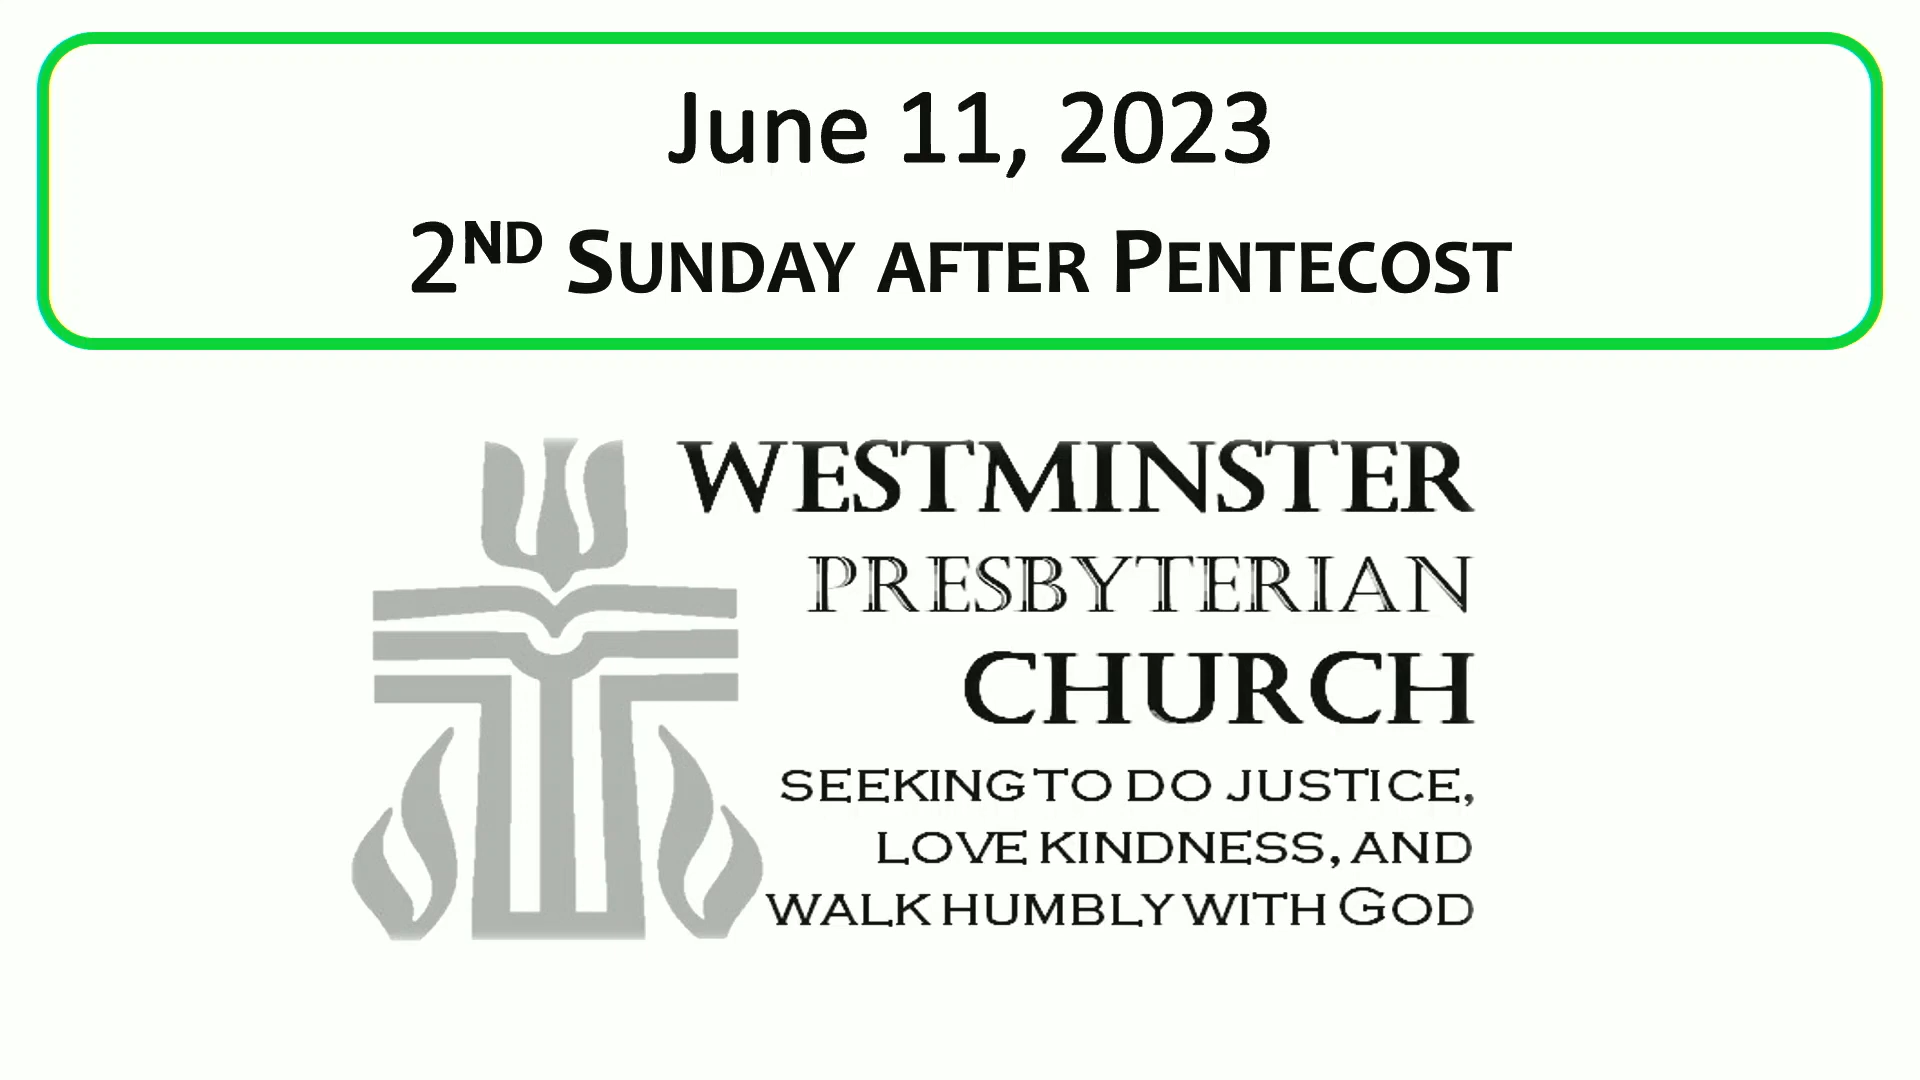 June 11, 2023
2ND SUNDAY AFTER PENTECOST
WESTMINSTER
PRESBYTERIAN
CHURCH
SEEKING TO DO JUSTICE,
LOVE KINDNESS, AND
WALK HUMBLY WITH GOD